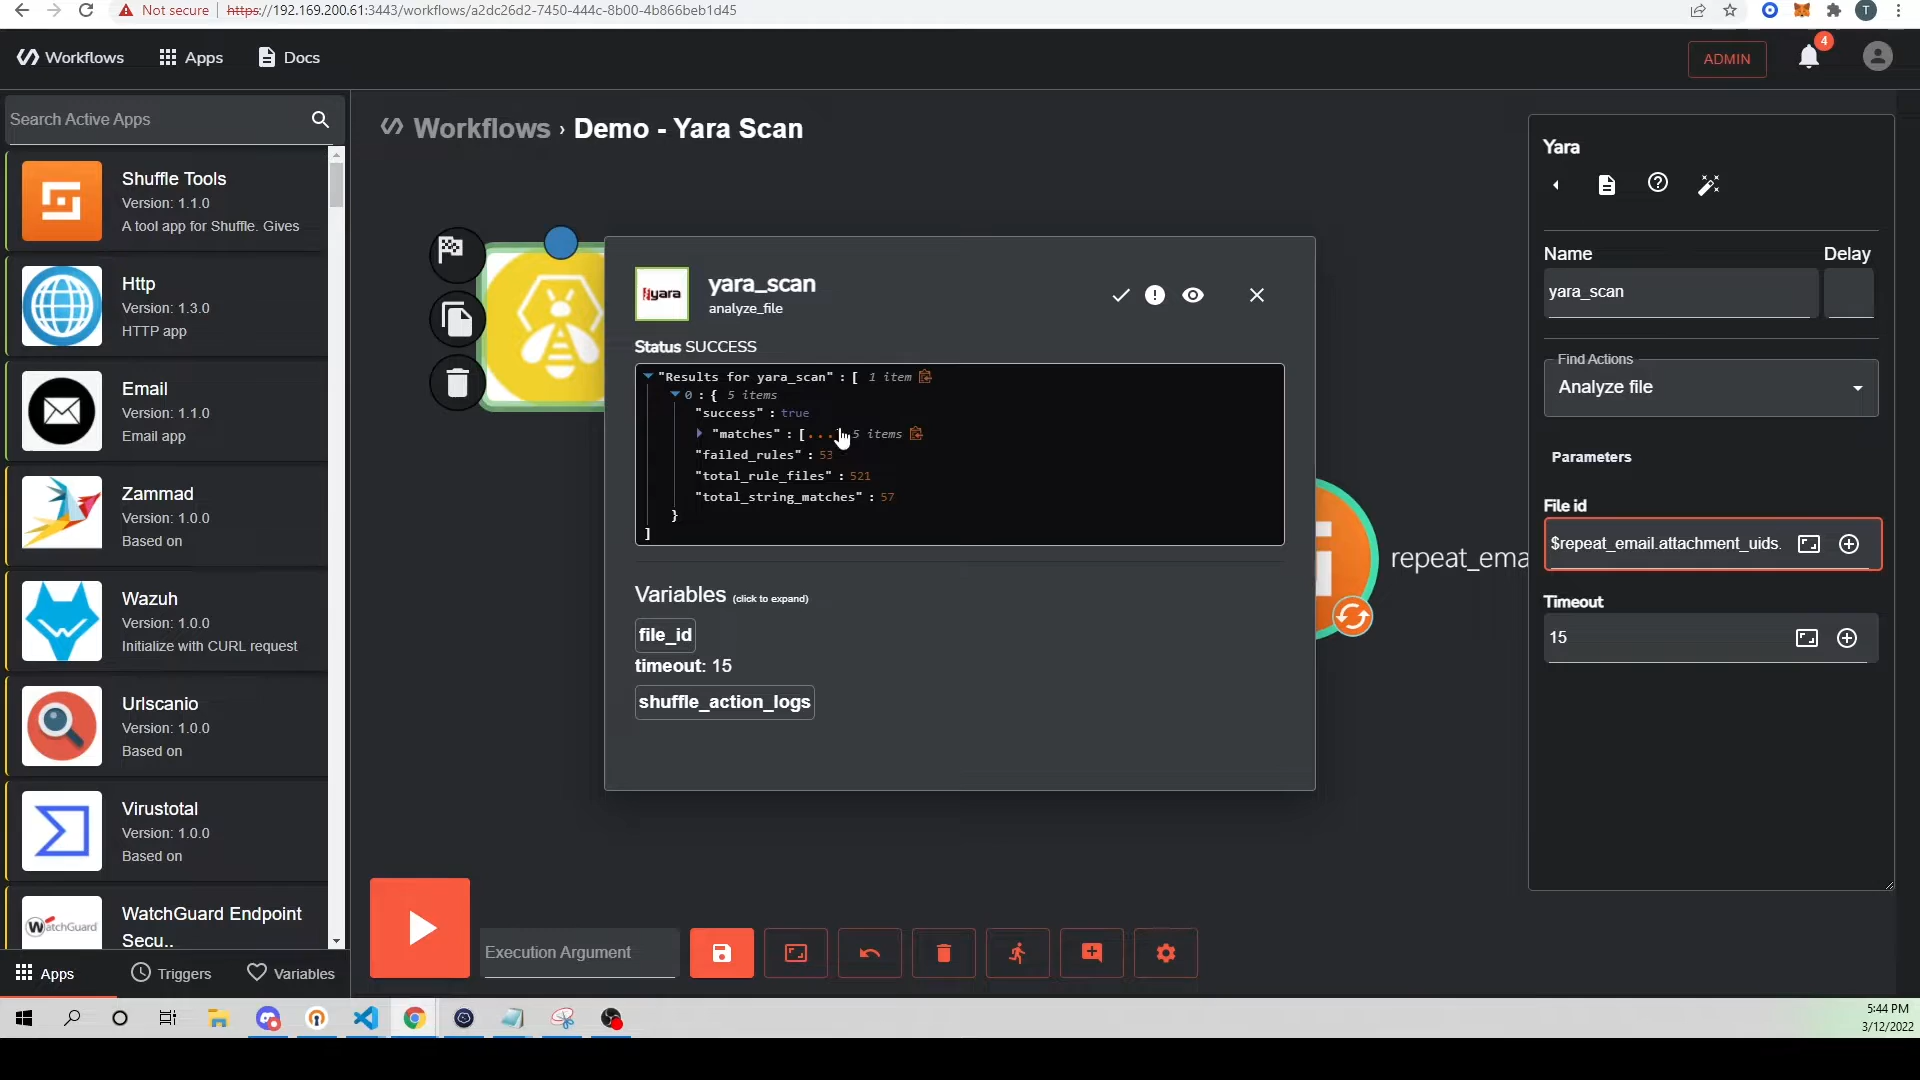 Not secure
https://192.169.200.61:3443/workflows/a2dc26d2-7450-444c-8b00-4b866beb1d45
T
Workflows
Apps
Docs
ADMIN
4
Search Active Apps
Shuffle Tools
Version: 1.1.0
A tool app for Shuffle. Gives
Http
Version: 1.3.0
HTTP app
Email
Version: 1.1.0
Email app
Zammad
Version: 1.0.0
Based on
Wazuh
Version: 1.0.0
Initialize with CURL request
Urlscanio
Version: 1.0.0
Based on
Virustotal
Version: 1.0.0
Based on
WatchGuard
WatchGuard Endpoint
Secu..
Apps
Triggers
Variables
Workflows › Demo - Yara Scan
yara
yara_scan
analyze_file
Status SUCCESS
"Results for yara_scan" : [ 1 item
0 : { 5 items
"success" : true
"matches" : [... 5 items
"failed_rules" : 53
"total_rule_files" : 521
"total_string_matches" : 57
}
]
Variables (click to expand)
file_id
timeout: 15
shuffle_action_logs
repeat_ema
Execution Argument
Yara
Name
Delay
yara_scan
Find Actions
Analyze file
Parameters
File id
$repeat_email.attachment_uids.
Timeout
15
5:44 PM
3/12/2022